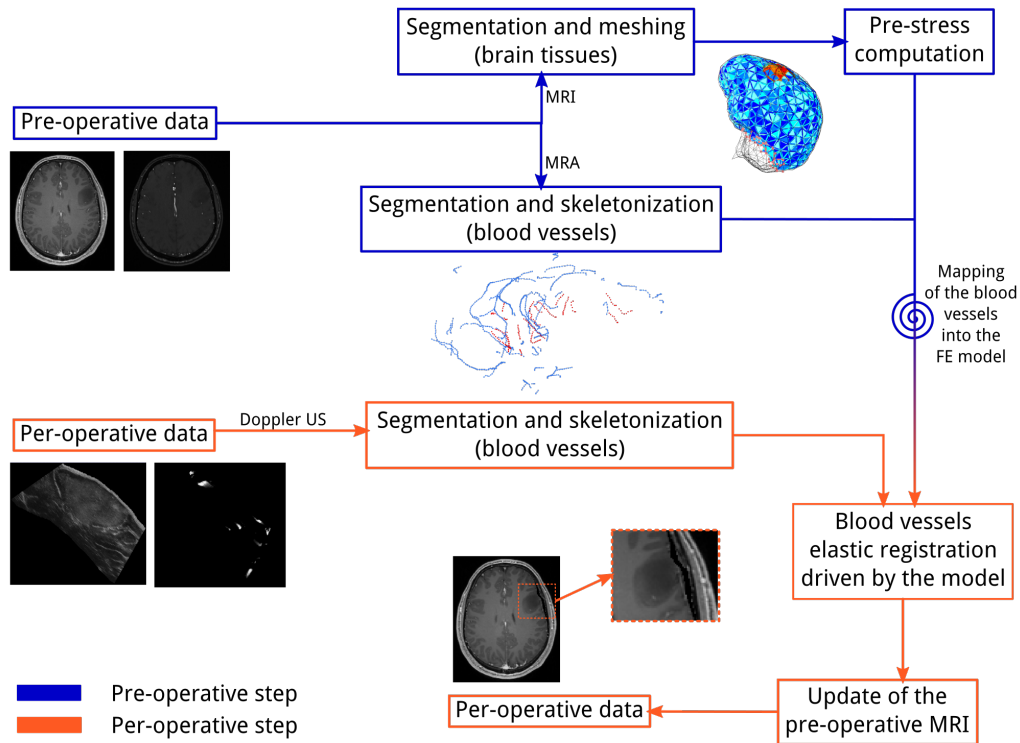 Segmentation and meshing
(brain tissues)
Pre-stress
computation
MRI
Pre-operative data
MRA
Segmentation and skeletonization
(blood vessels)
Mapping
of the blood
vessels
into the
FE model
Doppler US
Per-operative data
Segmentation and skeletonization
(blood vessels)
Blood vessels
elastic registration
driven by the model
Pre-operative step
Per-operative step
Per-operative data
Update of the
pre-operative MRI